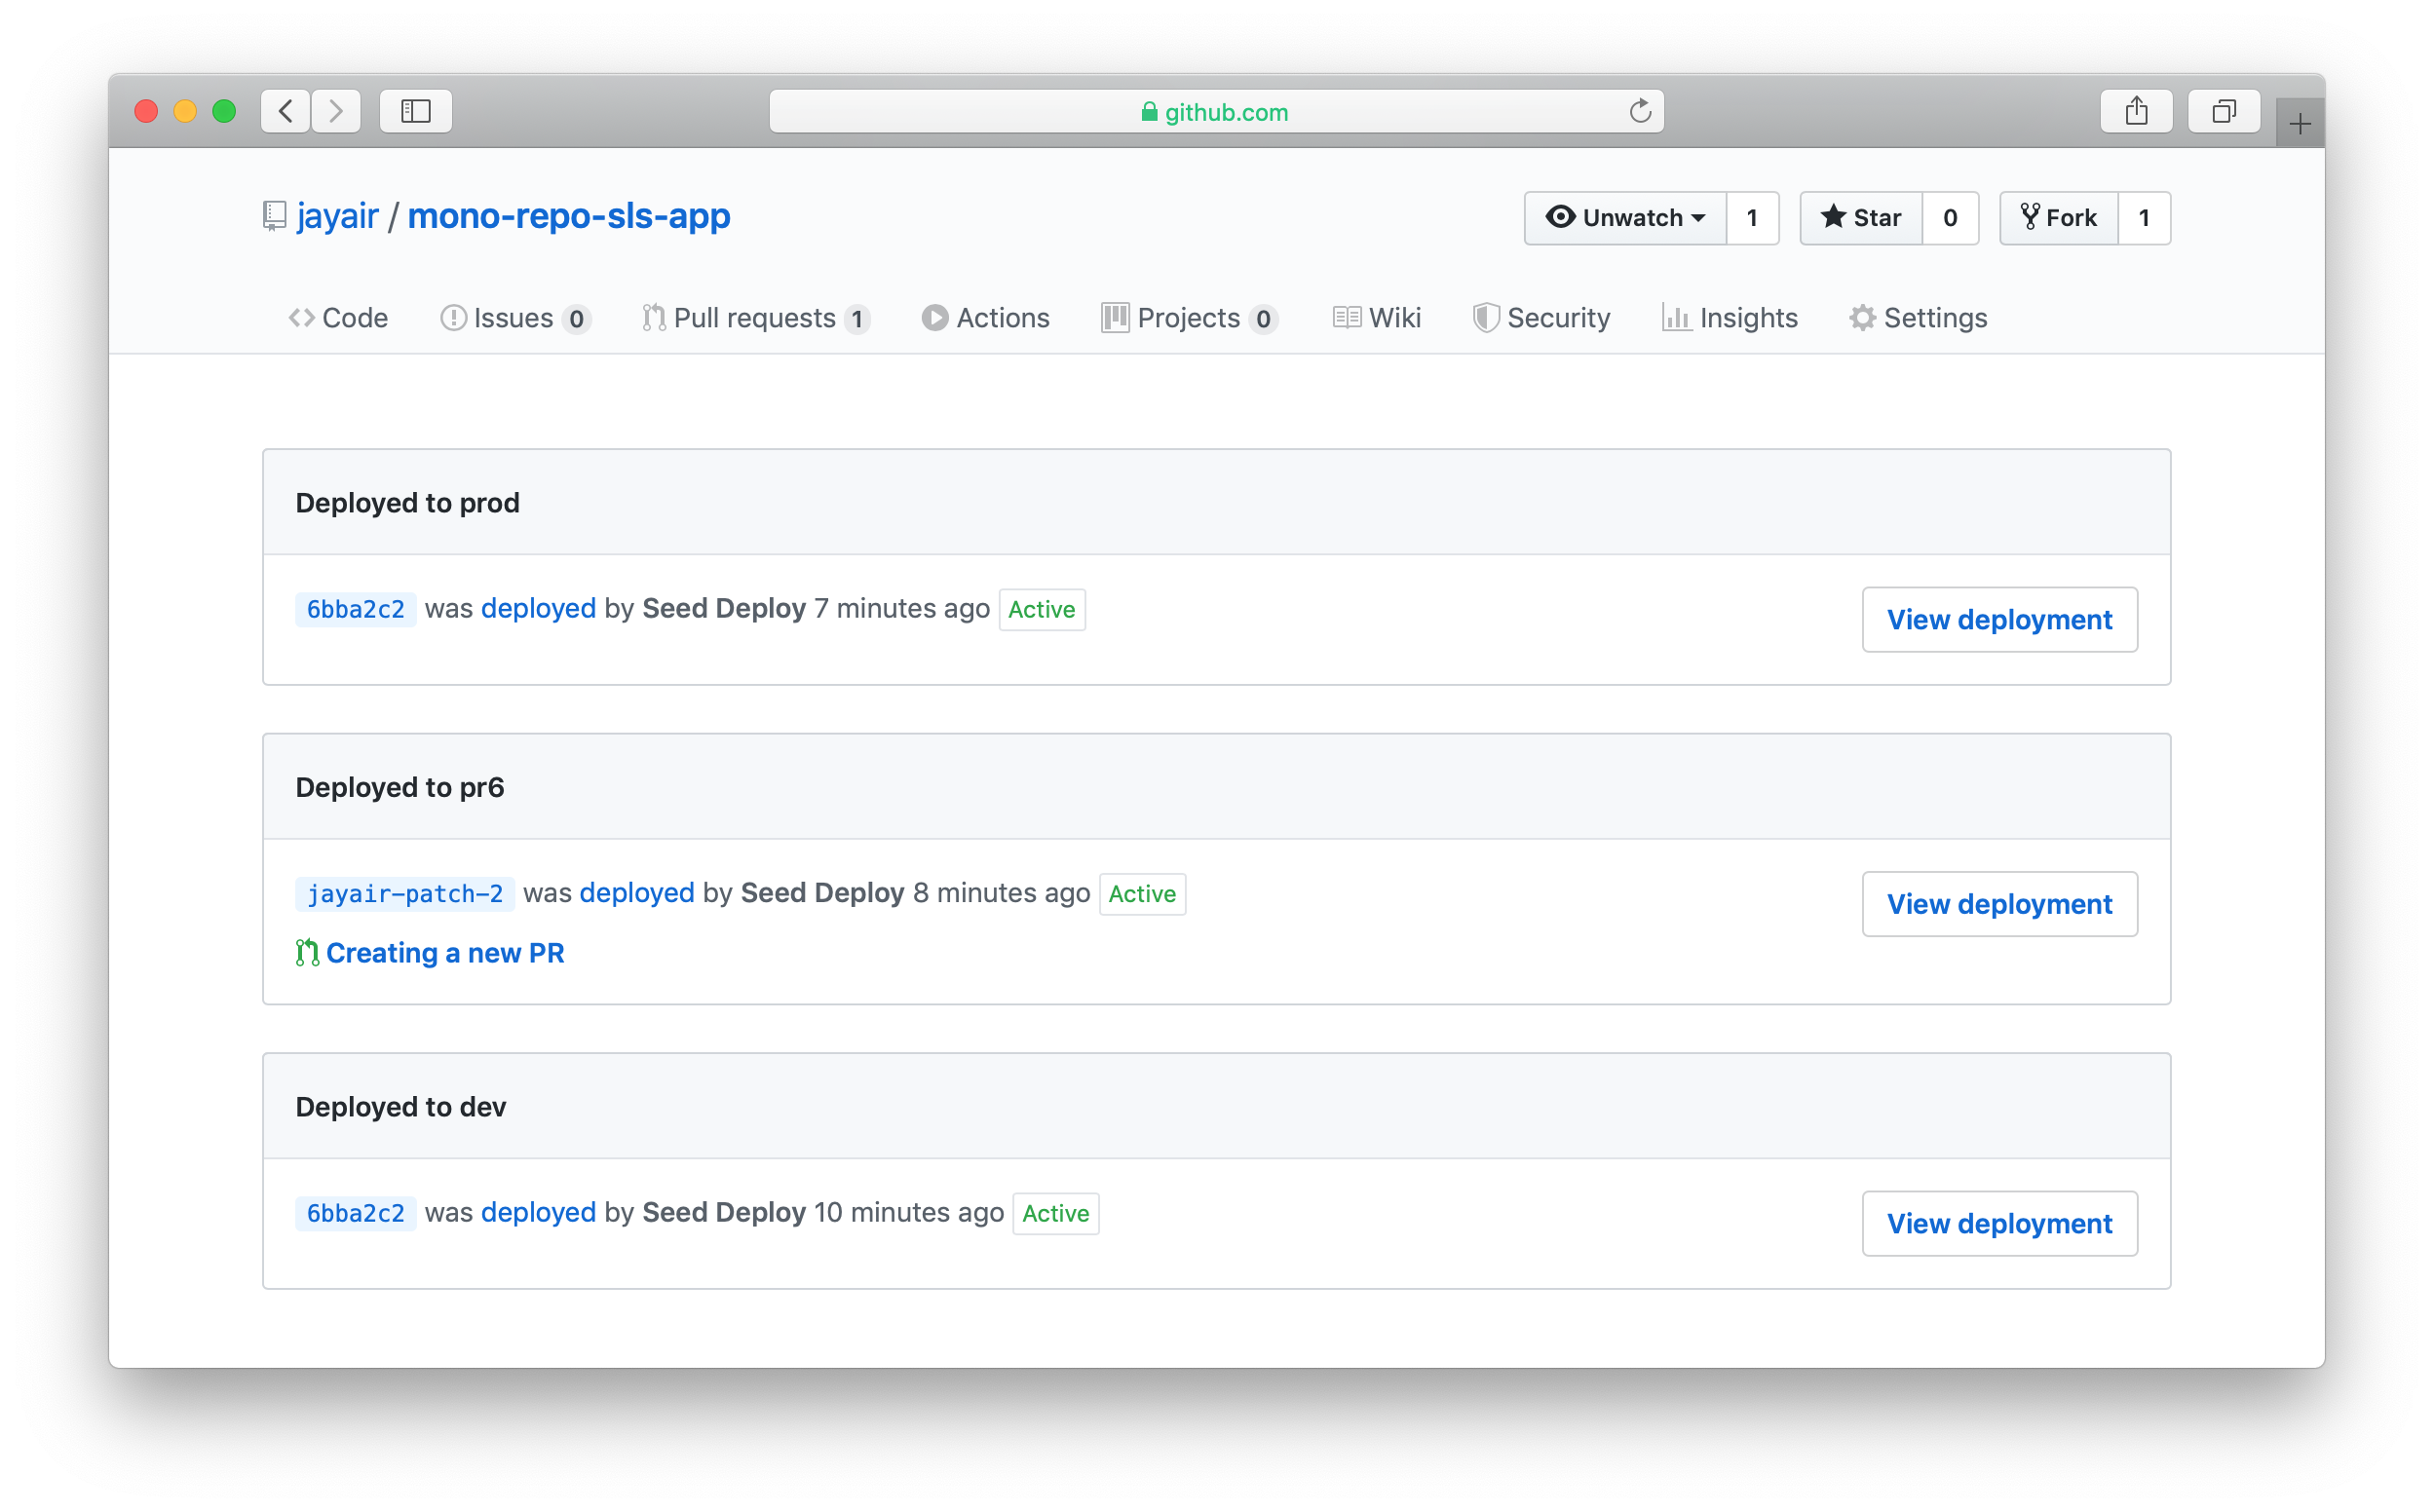 github.com
jayair / mono-repo-sls-app
Unwatch 1 Star 0 Fork 1
Code Issues 0 Pull requests 1 Actions Projects 0 Wiki Security Insights Settings
Deployed to prod
6bba2c2 was deployed by Seed Deploy 7 minutes ago Active View deployment
Deployed to pr6
jayair-patch-2 was deployed by Seed Deploy 8 minutes ago Active View deployment
Creating a new PR
Deployed to dev
6bba2c2 was deployed by Seed Deploy 10 minutes ago Active View deployment